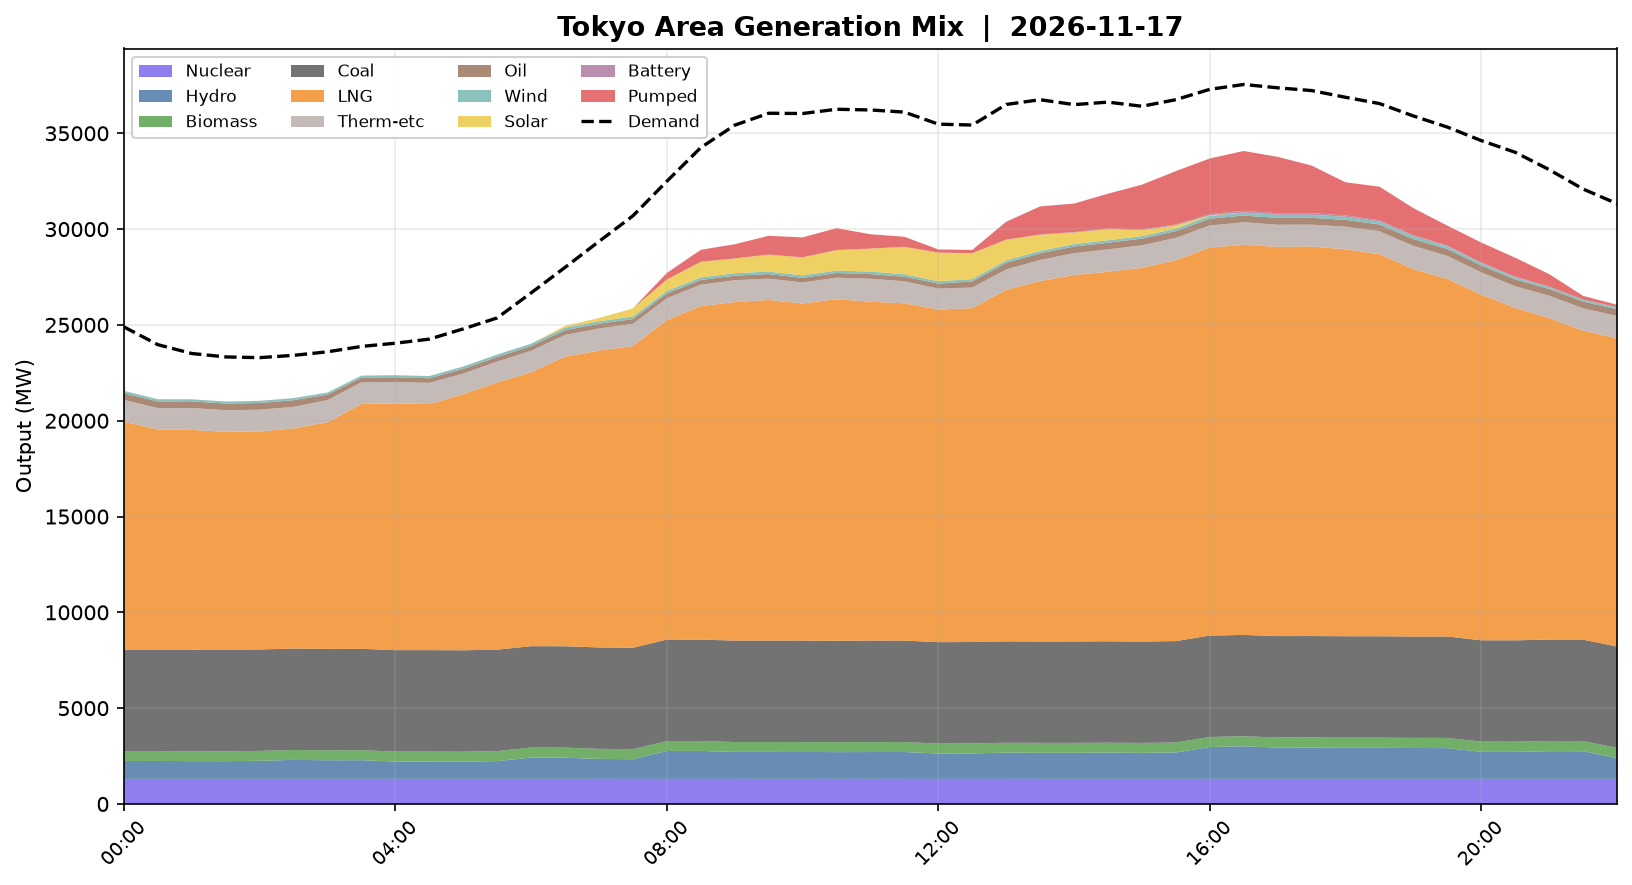 Tokyo Area Generation Mix | 2026-11-17
Nuclear
Hydro
Biomass
Coal
LNG
Therm-etc
Oil
Wind
Solar
Battery
Pumped
Demand
Output (MW)
35000
30000
25000
20000
15000
10000
5000
0
00:00
04:00
08:00
12:00
16:00
20:00